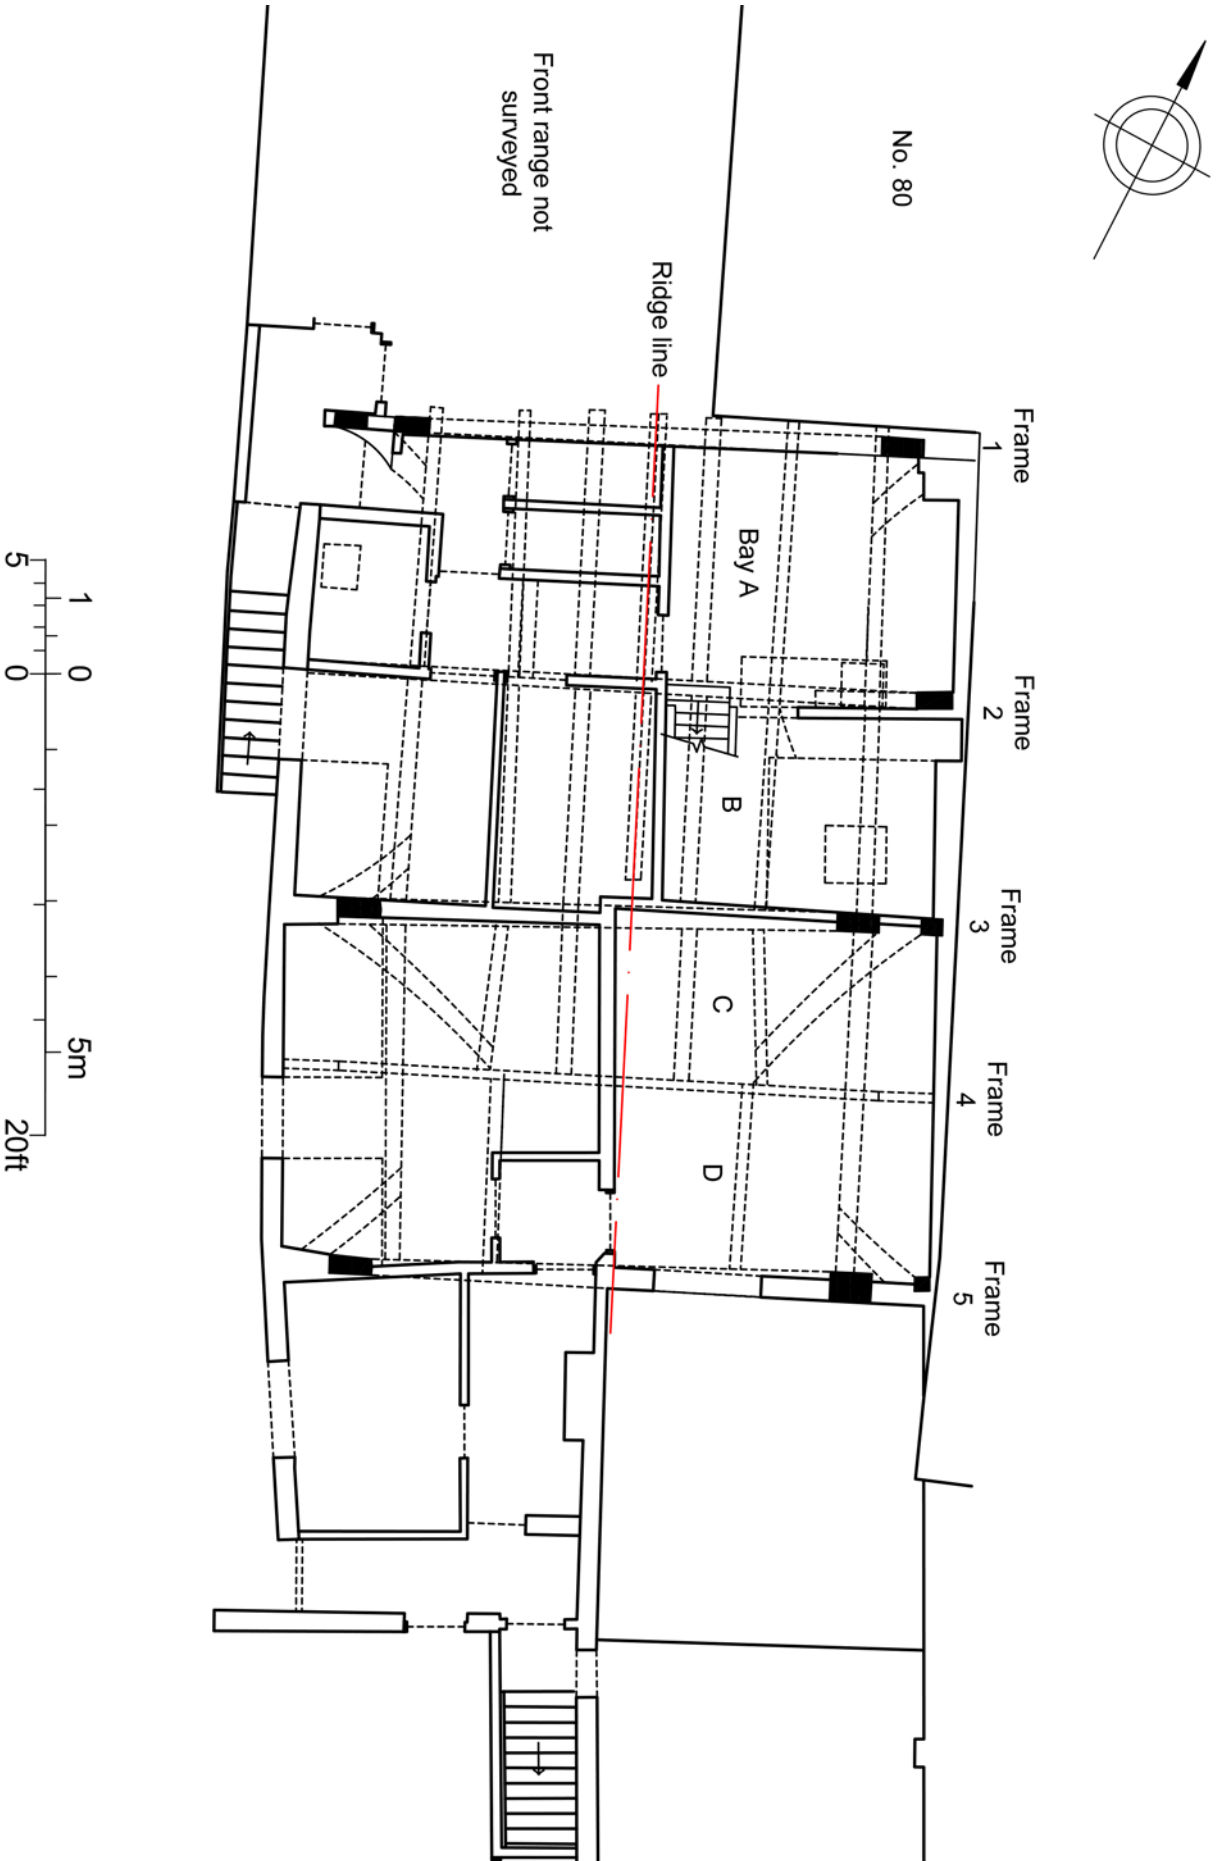 Front range not
surveyed
No. 80
Ridge line
Frame
1
Bay A
Frame
2
B
Frame
3
C
Frame
4
D
Frame
5
1 0 5m
5 0 20ft